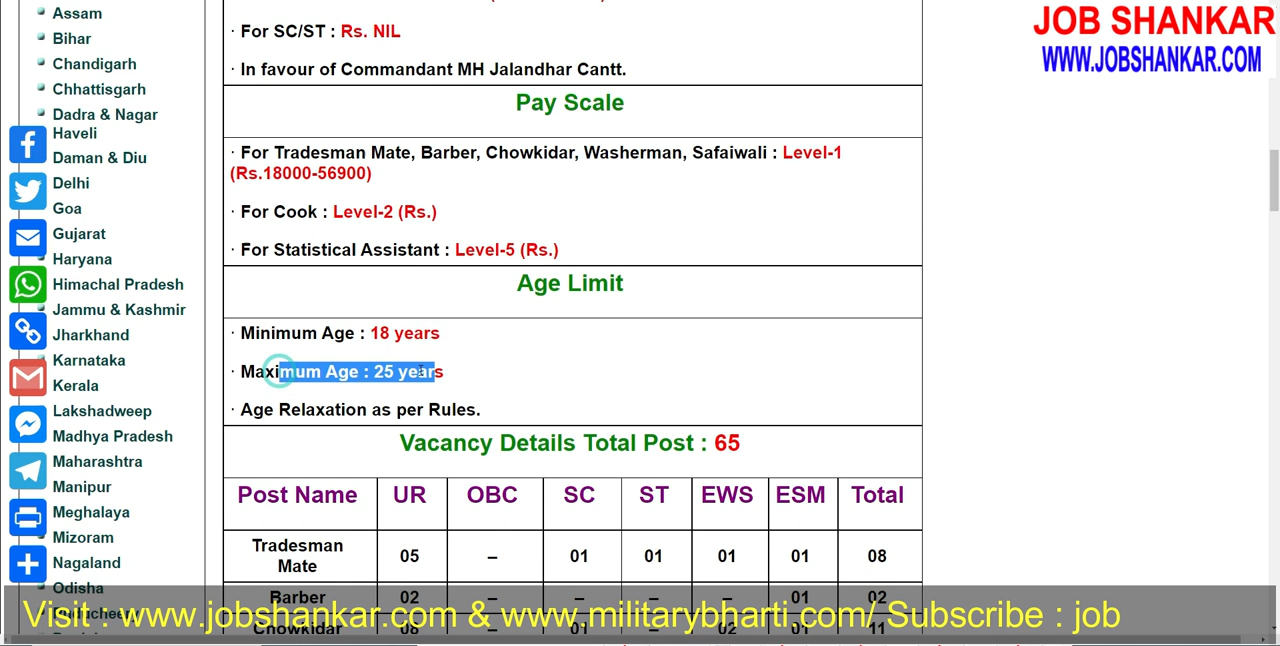 Assam
Bihar
Chandigarh
Chhattisgarh
Dadra & Nagar
Haveli
Daman & Diu
Delhi
Goa
Gujarat
Haryana
Himachal Pradesh
Jammu & Kashmir
Jharkhand
Karnataka
Kerala
Lakshadweep
Madhya Pradesh
Maharashtra
Manipur
Meghalaya
Mizoram
Nagaland
Odisha
· For SC/ST : Rs. NIL
· In favour of Commandant MH Jalandhar Cantt.
Pay Scale
· For Tradesman Mate, Barber, Chowkidar, Washerman, Safaiwali : Level-1
(Rs.18000-56900)
· For Cook : Level-2 (Rs.)
· For Statistical Assistant : Level-5 (Rs.)
Age Limit
· Minimum Age : 18 years
· Maximum Age : 25 years
· Age Relaxation as per Rules.
Vacancy Details Total Post : 65
Post Name UR OBC SC ST EWS ESM Total
Tradesman
Mate 05 – 01 01 01 01 08
Barber 02 – – – – 01 02
Chowkidar 08 – 01 – 02 01 11
JOB SHANKAR
WWW.JOBSHANKAR.COM
Visit : www.jobshankar.com & www.militarybharti.com/ Subscribe : job